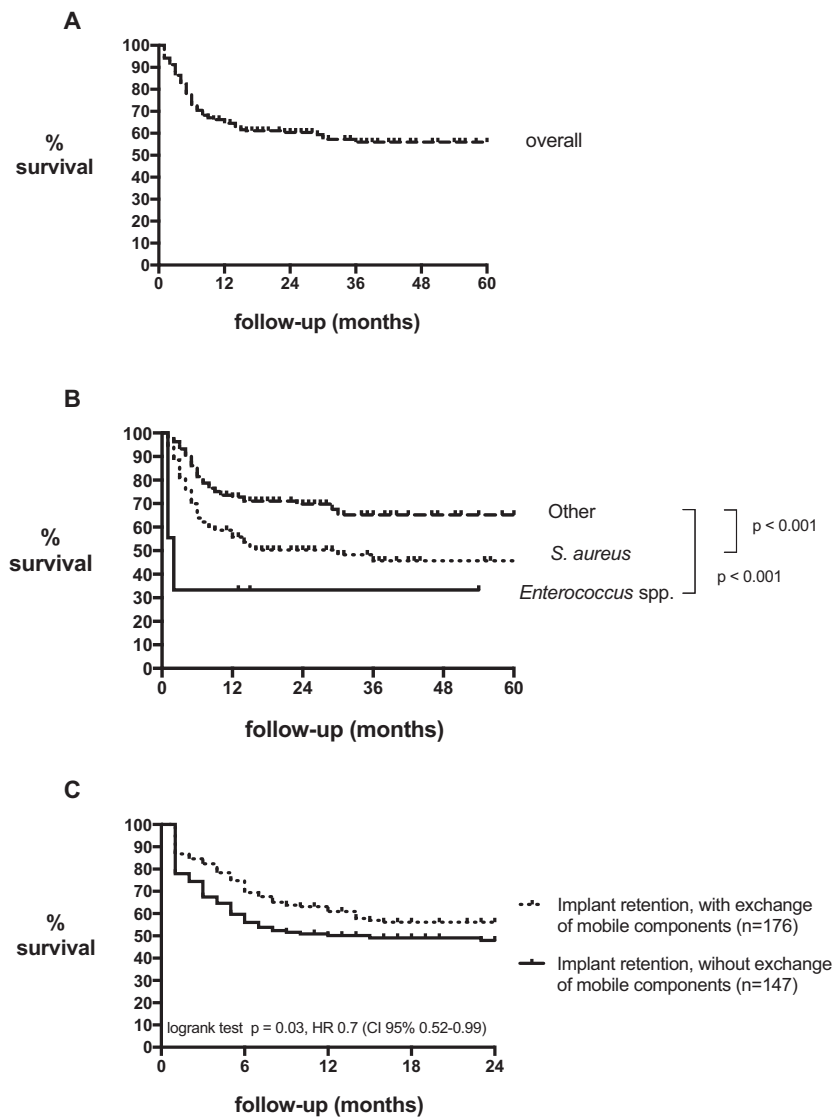 A
100
90
80
70
60
50
40
30
20
10
0
%
survival
overall
0 12 24 36 48 60
follow-up (months)
B
100
90
80
70
60
50
40
30
20
10
0
%
survival
Other
S. aureus
Enterococcus spp.
p < 0.001
p < 0.001
0 12 24 36 48 60
follow-up (months)
C
100
90
80
70
60
50
40
30
20
10
0
%
survival
Implant retention, with exchange
of mobile components (n=176)
Implant retention, wihout exchange
of mobile components (n=147)
logrank test p = 0.03, HR 0.7 (CI 95% 0.52-0.99)
0 6 12 18 24
follow-up (months)